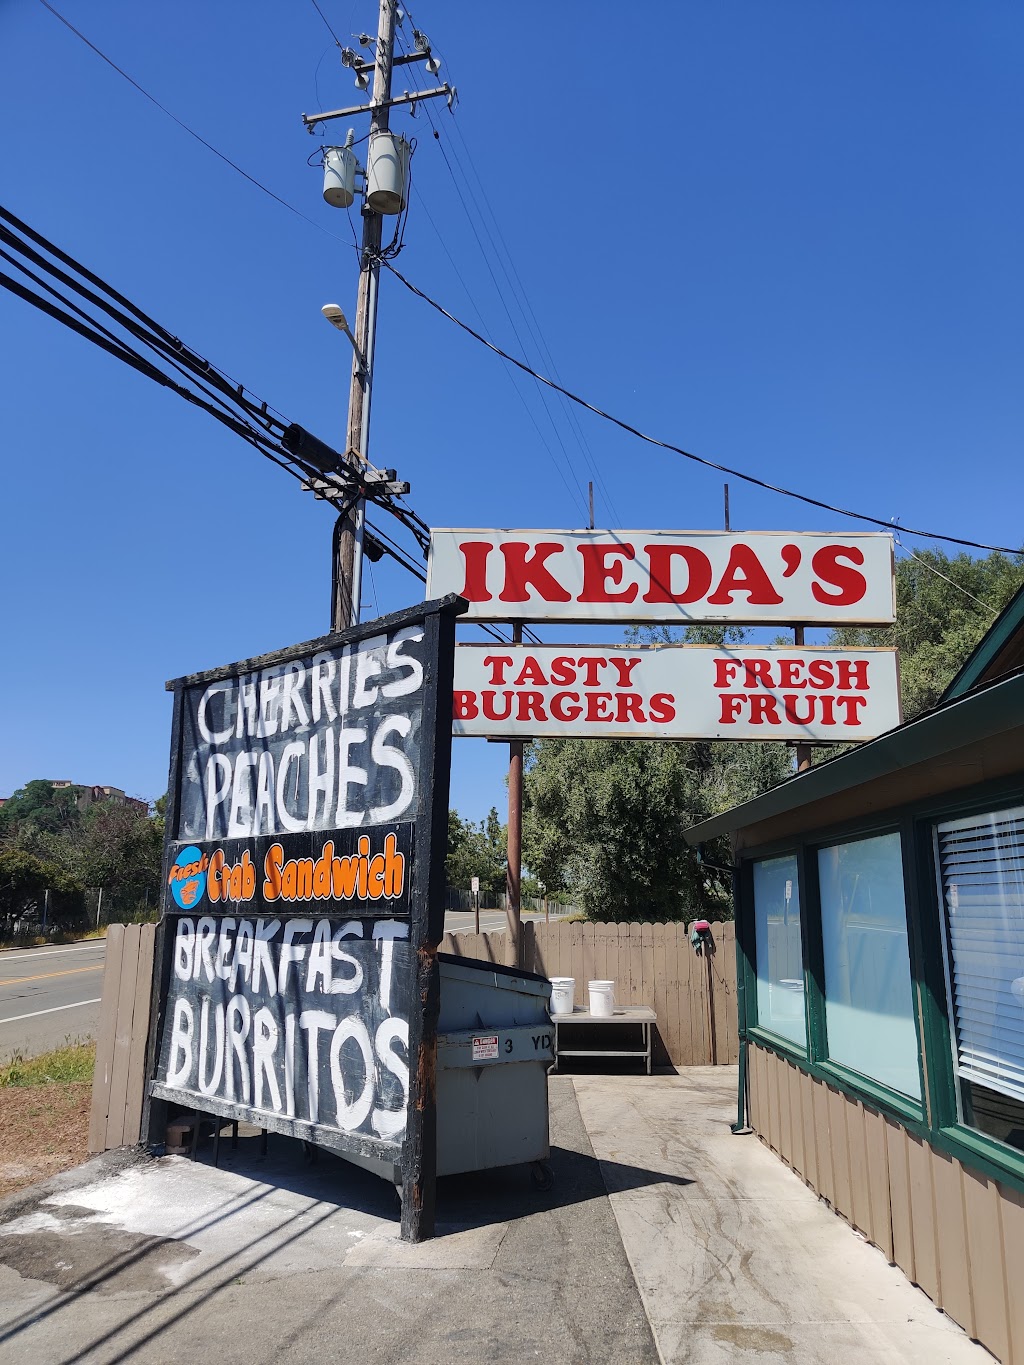 IKEDA'S
TASTY FRESH
BURGERS FRUIT
CHERRIES
PEACHES
Fresh Crab Sandwich
BREAKFAST
BURRITOS
3 YD